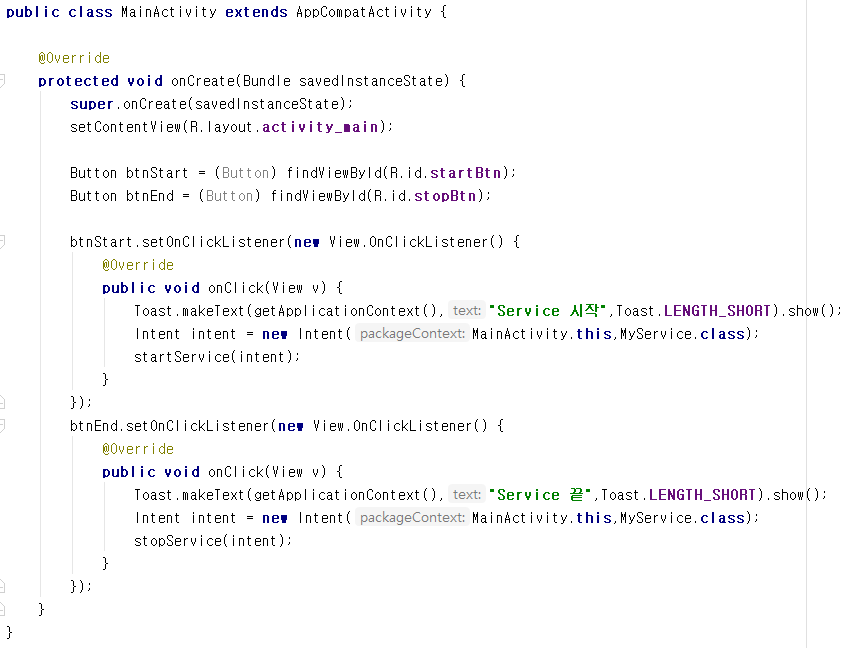 public class MainActivity extends AppCompatActivity {
@Override
protected void onCreate(Bundle savedInstanceState) {
super.onCreate(savedInstanceState);
setContentView(R.layout.activity_main);
Button btnStart = (Button) findViewById(R.id.startBtn);
Button btnEnd = (Button) findViewById(R.id.stopBtn);
btnStart.setOnClickListener(new View.OnClickListener() {
@Override
public void onClick(View v) {
Toast.makeText(getApplicationContext(), text: "Service 시작",Toast.LENGTH_SHORT).show();
Intent intent = new Intent( packageContext: MainActivity.this,MyService.class);
startService(intent);
}
});
btnEnd.setOnClickListener(new View.OnClickListener() {
@Override
public void onClick(View v) {
Toast.makeText(getApplicationContext(), text: "Service 끝",Toast.LENGTH_SHORT).show();
Intent intent = new Intent( packageContext: MainActivity.this,MyService.class);
stopService(intent);
}
});
}
}